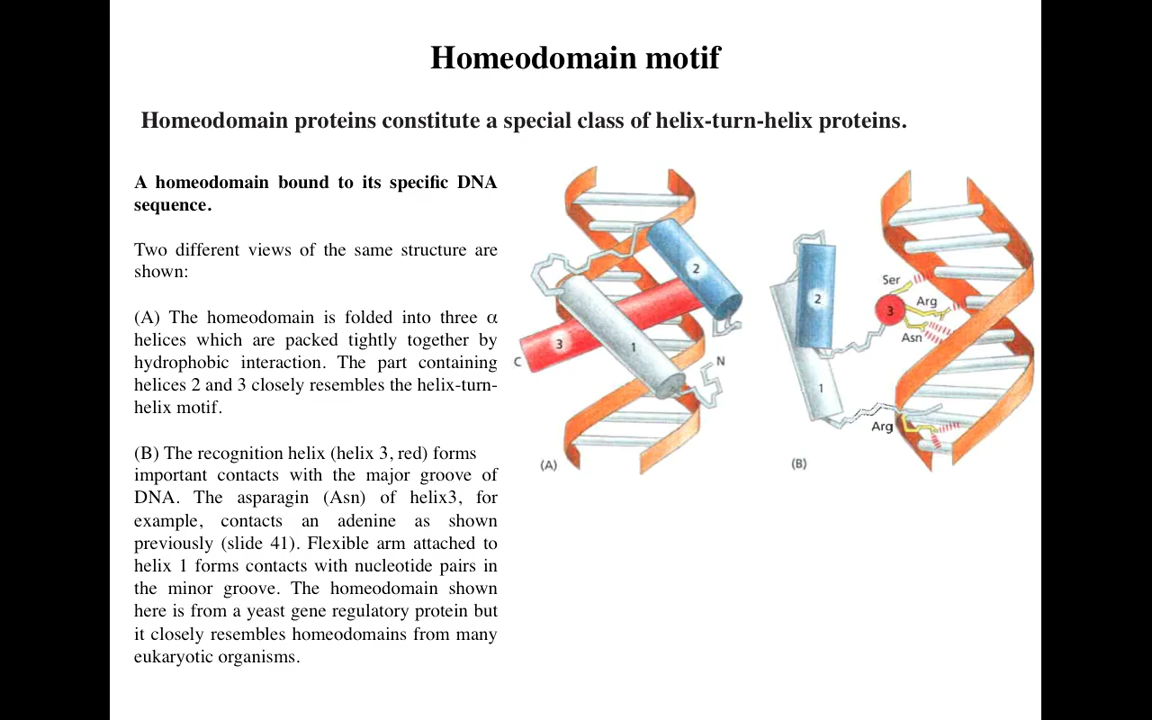 Homeodomain motif
Homeodomain proteins constitute a special class of helix-turn-helix proteins.
A homeodomain bound to its specific DNA
sequence.
Two different views of the same structure are
shown:
(A) The homeodomain is folded into three α
helices which are packed tightly together by
hydrophobic interaction. The part containing
helices 2 and 3 closely resembles the helix-turn-
helix motif.
(B) The recognition helix (helix 3, red) forms
important contacts with the major groove of
DNA. The asparagin (Asn) of helix3, for
example, contacts an adenine as shown
previously (slide 41). Flexible arm attached to
helix 1 forms contacts with nucleotide pairs in
the minor groove. The homeodomain shown
here is from a yeast gene regulatory protein but
it closely resembles homeodomains from many
eukaryotic organisms.
2
3
1
C
N
(A)
2
Ser
Arg
3
Asn
1
Arg
(B)